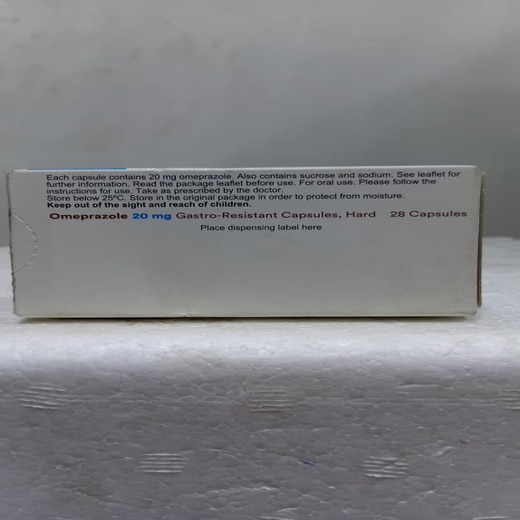 Each capsule contains 20 mg omeprazole. Also contains sucrose and sodium. See leaflet for
further information. Read the package leaflet before use. For oral use. Please follow the
instructions for use. Take as prescribed by the doctor.
Store below 25ºC. Store in the original package in order to protect from moisture.
Keep out of the sight and reach of children.
Omeprazole 20 mg Gastro-Resistant Capsules, Hard 28 Capsules
Place dispensing label here